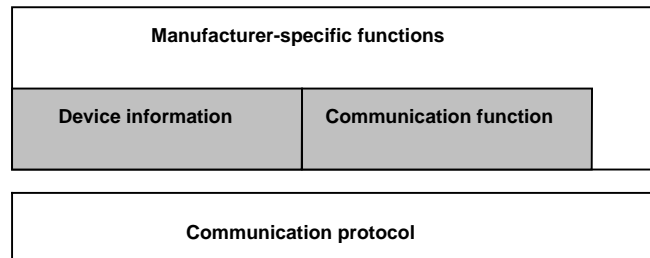 Manufacturer-specific functions
Device information
Communication function
Communication protocol